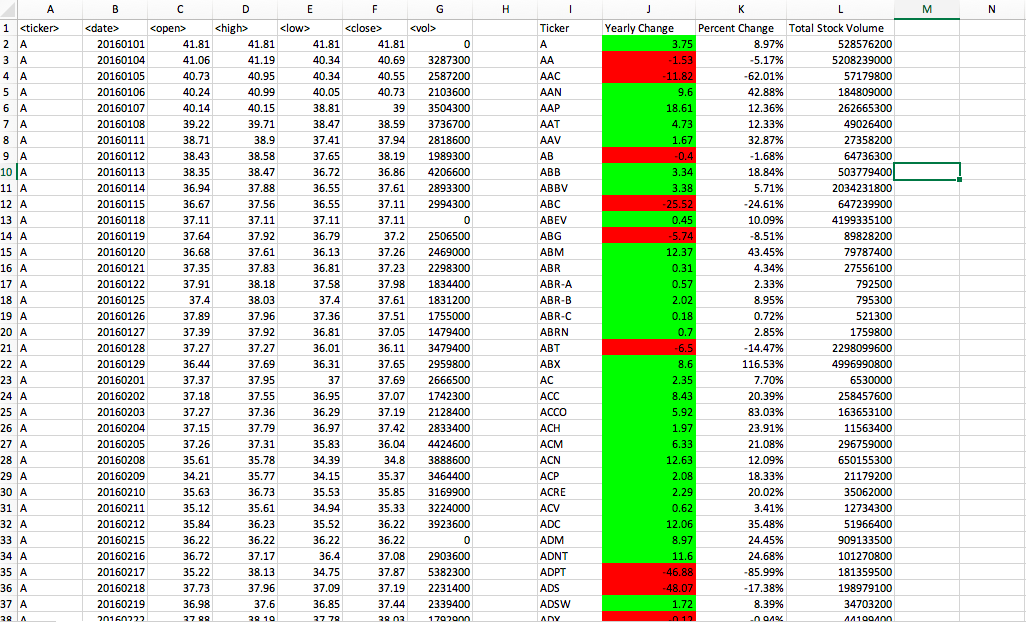 A B C D E F G H I J K L M N
1 <ticker> <date> <open> <high> <low> <close> <vol> Ticker Yearly Change Percent Change Total Stock Volume
2 A 20160101 41.81 41.81 41.81 41.81 0 A 3.75 8.97% 528576200
3 A 20160104 41.06 41.19 40.34 40.69 3287300 AA -1.53 -5.17% 5208239000
4 A 20160105 40.73 40.95 40.34 40.55 2587200 AAC -11.82 -62.01% 57179800
5 A 20160106 40.24 40.99 40.05 40.73 2103600 AAN 9.6 42.88% 184809000
6 A 20160107 40.14 40.15 38.81 39 3504300 AAP 18.61 12.36% 262665300
7 A 20160108 39.22 39.71 38.47 38.59 3736700 AAT 4.73 12.33% 49026400
8 A 20160111 38.71 38.9 37.41 37.94 2818600 AAV 1.67 32.87% 27358200
9 A 20160112 38.43 38.58 37.65 38.19 1989300 AB -0.4 -1.68% 64736300
10 A 20160113 38.35 38.47 36.72 36.86 4206600 ABB 3.34 18.84% 503779400
11 A 20160114 36.94 37.88 36.55 37.61 2893300 ABBV 3.38 5.71% 2034231800
12 A 20160115 36.67 37.56 36.55 37.11 2994300 ABC -25.52 -24.61% 647239900
13 A 20160118 37.11 37.11 37.11 37.11 0 ABEV 0.45 10.09% 4199335100
14 A 20160119 37.64 37.92 36.79 37.2 2506500 ABG -5.74 -8.51% 89828200
15 A 20160120 36.68 37.61 36.13 37.26 2469000 ABM 12.37 43.45% 79787400
16 A 20160121 37.35 37.83 36.81 37.23 2298300 ABR 0.31 4.34% 27556100
17 A 20160122 37.91 38.18 37.58 37.98 1834400 ABR-A 0.57 2.33% 792500
18 A 20160125 37.4 38.03 37.4 37.61 1831200 ABR-B 2.02 8.95% 795300
19 A 20160126 37.89 37.96 37.36 37.51 1755000 ABR-C 0.18 0.72% 521300
20 A 20160127 37.39 37.92 36.81 37.05 1479400 ABRN 0.7 2.85% 1759800
21 A 20160128 37.27 37.27 36.01 36.11 3479400 ABT -6.5 -14.47% 2298099600
22 A 20160129 36.44 37.69 36.31 37.65 2959800 ABX 8.6 116.53% 4996990800
23 A 20160201 37.37 37.95 37 37.69 2666500 AC 2.35 7.70% 6530000
24 A 20160202 37.18 37.55 36.95 37.07 1742300 ACC 8.43 20.39% 258457600
25 A 20160203 37.27 37.36 36.29 37.19 2128400 ACCO 5.92 83.03% 163653100
26 A 20160204 37.15 37.79 36.97 37.42 2833400 ACH 1.97 23.91% 11563400
27 A 20160205 37.26 37.31 35.83 36.04 4424600 ACM 6.33 21.08% 296759000
28 A 20160208 35.61 35.78 34.39 34.8 3888600 ACN 12.63 12.09% 650155300
29 A 20160209 34.21 35.77 34.15 35.37 3464400 ACP 2.08 18.33% 21179200
30 A 20160210 35.63 36.73 35.53 35.85 3169900 ACRE 2.29 20.02% 35062000
31 A 20160211 35.12 35.61 34.94 35.33 3224000 ACV 0.62 3.41% 12734300
32 A 20160212 35.84 36.23 35.52 36.22 3923600 ADC 12.06 35.48% 51966400
33 A 20160215 36.22 36.22 36.22 36.22 0 ADM 8.97 24.45% 909133500
34 A 20160216 36.72 37.17 36.4 37.08 2903600 ADNT 11.6 24.68% 101270800
35 A 20160217 35.22 38.13 34.75 37.87 5382300 ADPT -46.88 -85.99% 181359500
36 A 20160218 37.73 37.96 37.09 37.19 2231400 ADS -48.07 -17.38% 198979100
37 A 20160219 36.98 37.6 36.85 37.44 2339400 ADSW 1.72 8.39% 34703200
38 A 20160222 37.88 38.19 37.78 38.03 1792900 ADX -0.12 -0.94% 44199400